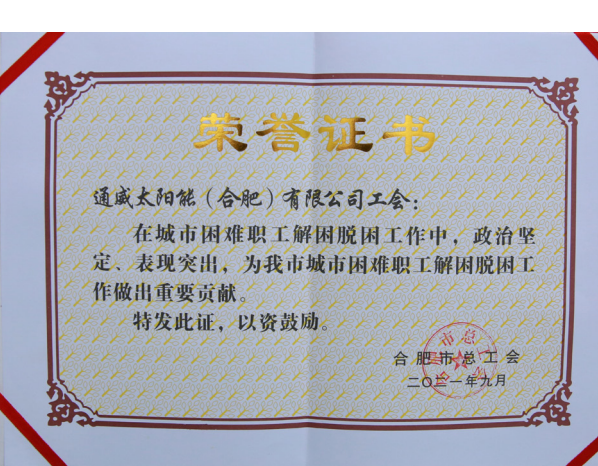 荣誉证书
通威太阳能（合肥）有限公司工会：
在城市困难职工解困脱困工作中，政治坚
定、表现突出，为我市城市困难职工解困脱困工
作做出重要贡献。
特发此证，以资鼓励。
合肥市总工会
二〇二一年九月